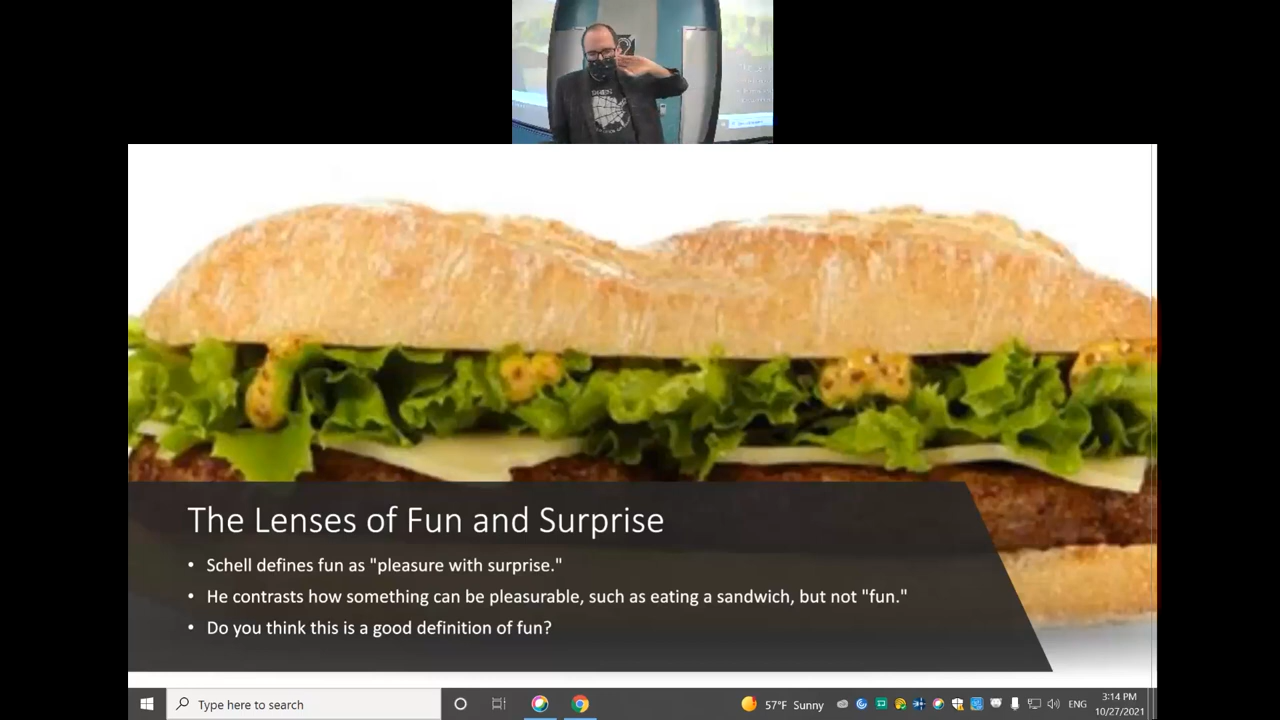 The Lenses of Fun and Surprise
• Schell defines fun as "pleasure with surprise."
• He contrasts how something can be pleasurable, such as eating a sandwich, but not "fun."
• Do you think this is a good definition of fun?
Type here to search
57°F Sunny
ENG
3:14 PM
10/27/2021